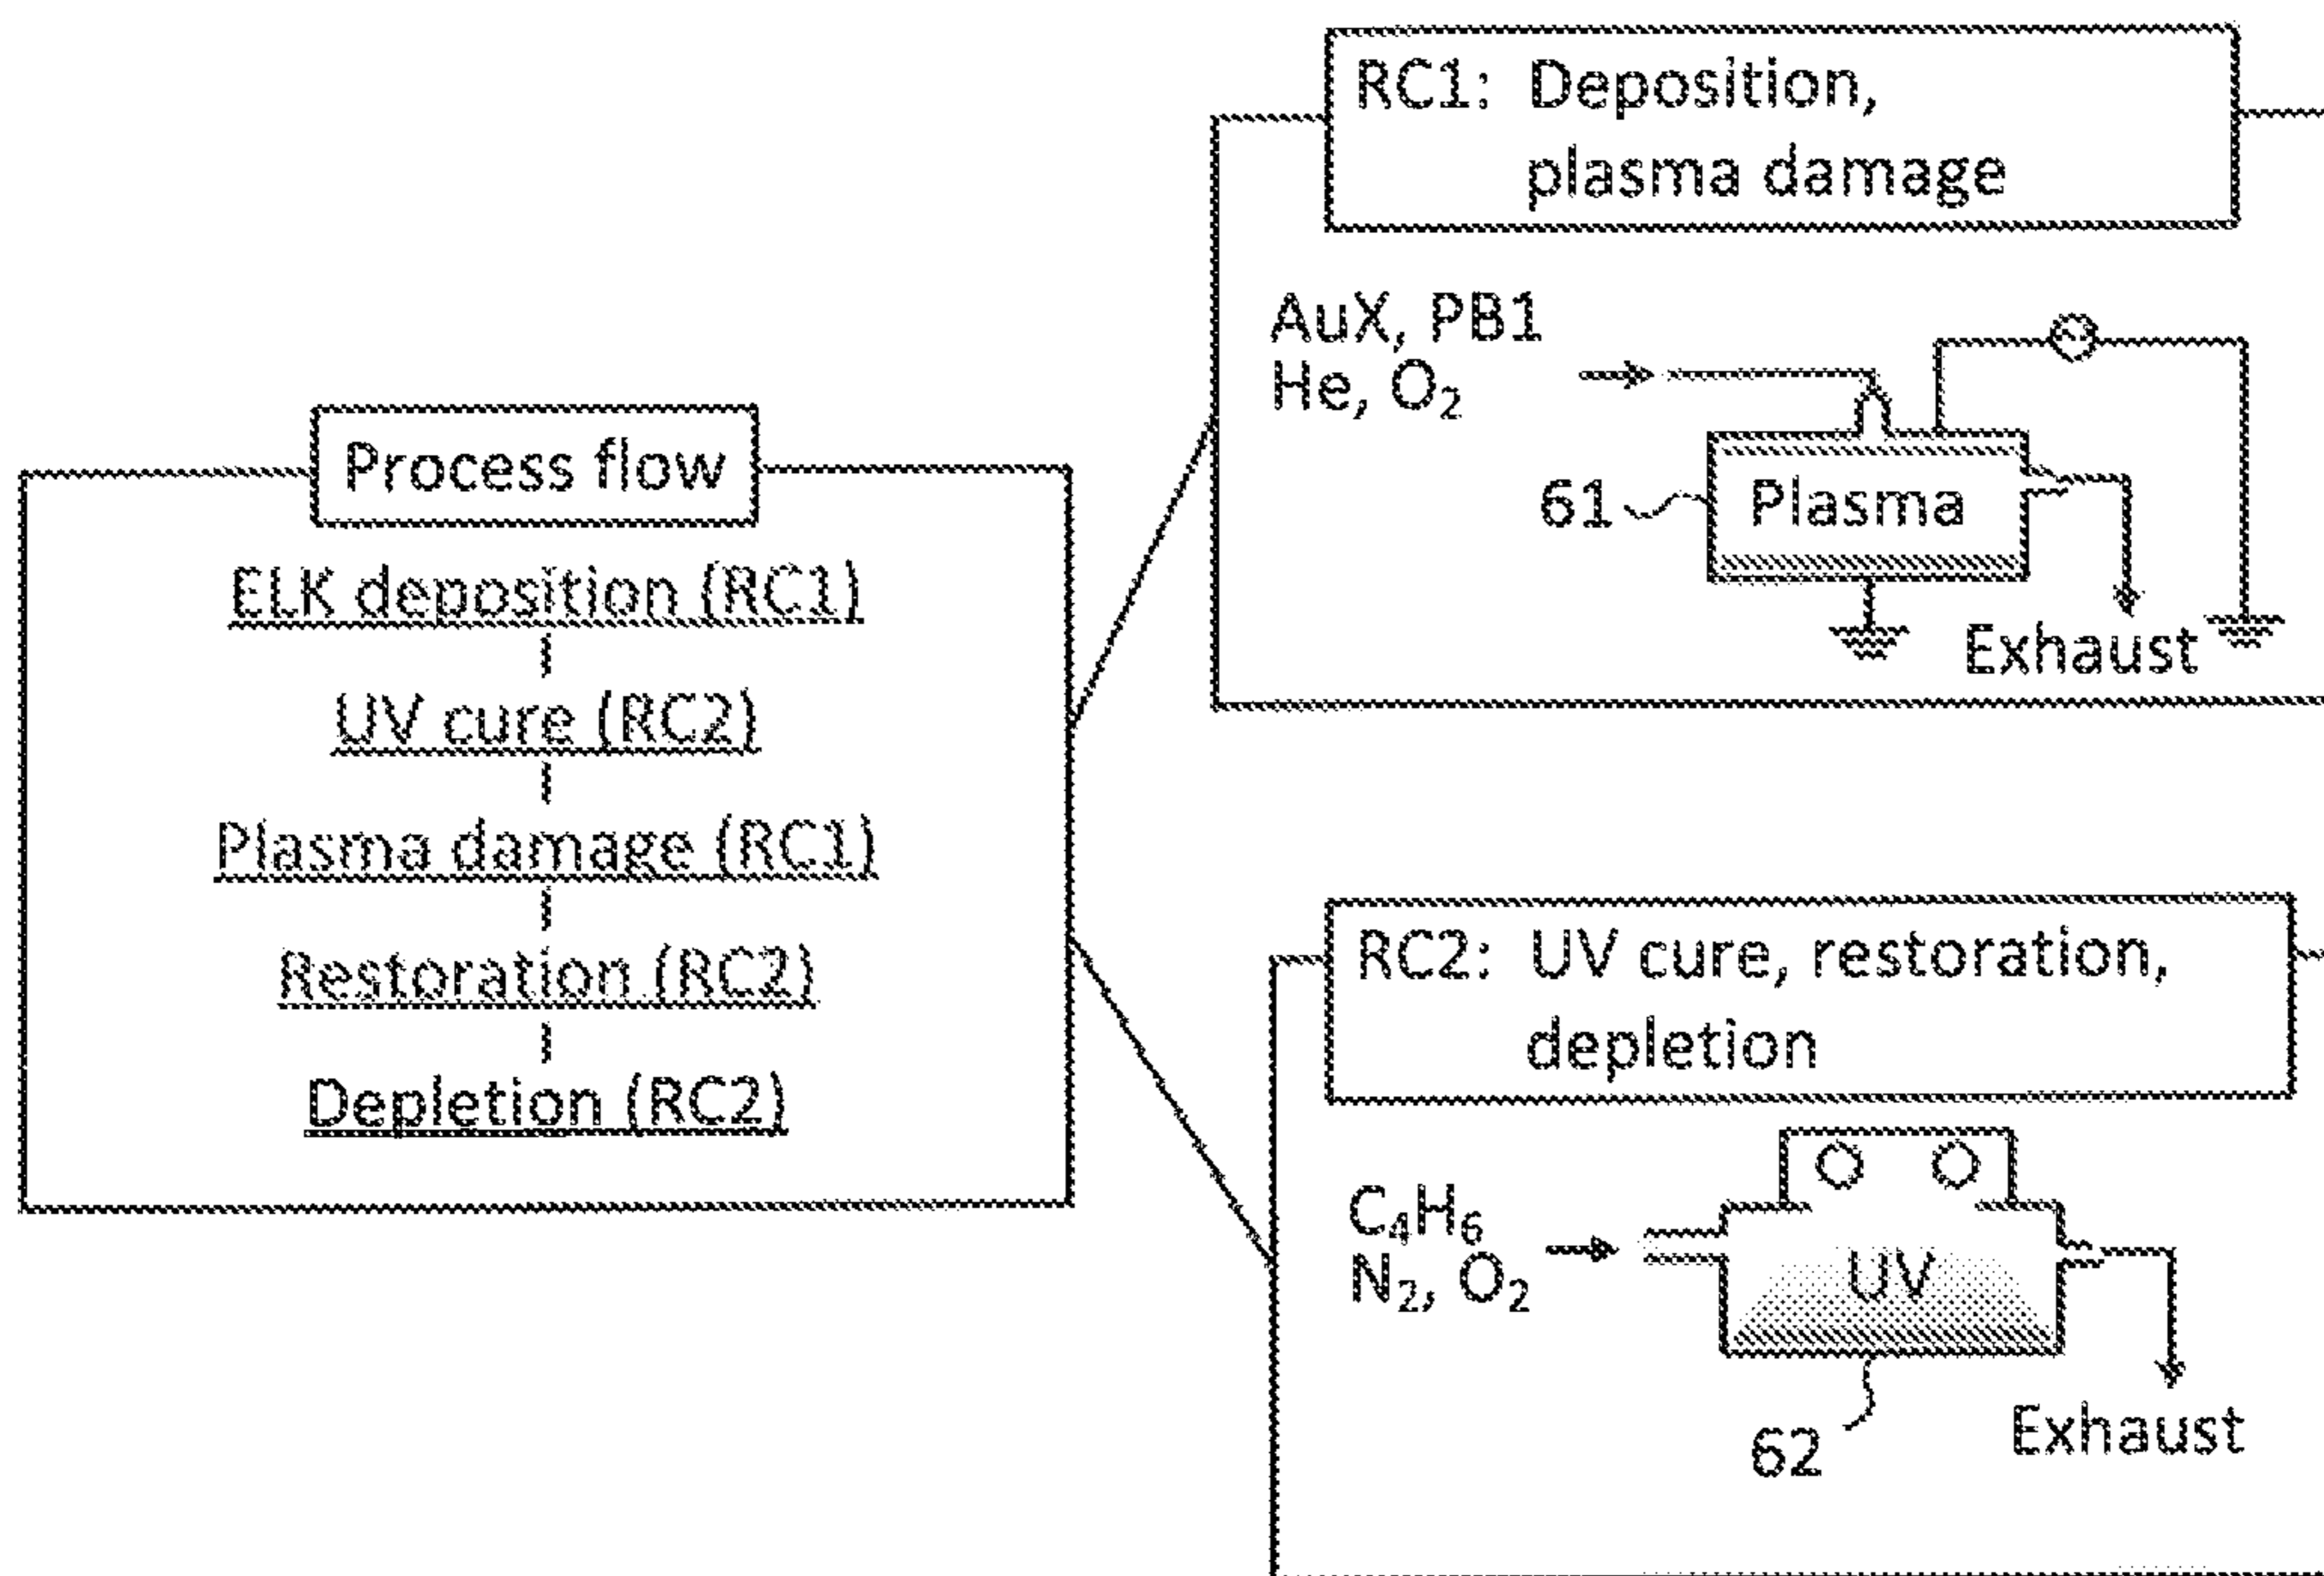 Process flow
ELK deposition (RC1)
UV cure (RC2)
Plasma damage (RC1)
Restoration (RC2)
Depletion (RC2)
RC1: Deposition,
plasma damage
AuX, PB1
He, O₂
61
Plasma
Exhaust
RC2: UV cure, restoration,
depletion
C₄H₆
N₂, O₂
UV
62
Exhaust